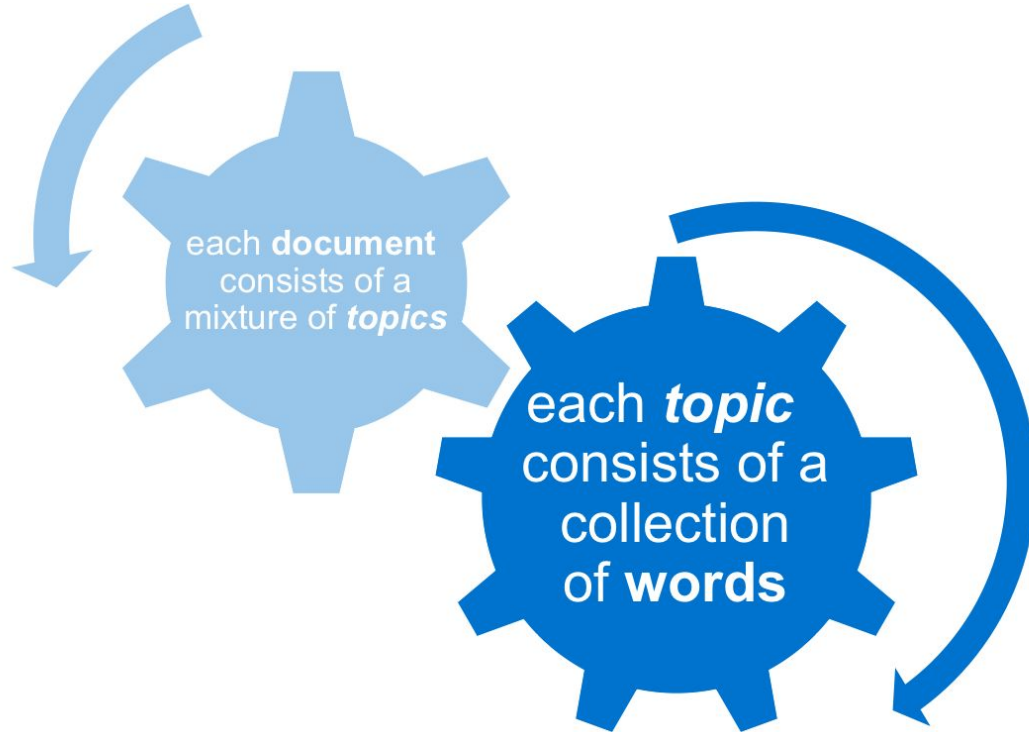 each document
consists of a
mixture of topics
each topic
consists of a
collection
of words